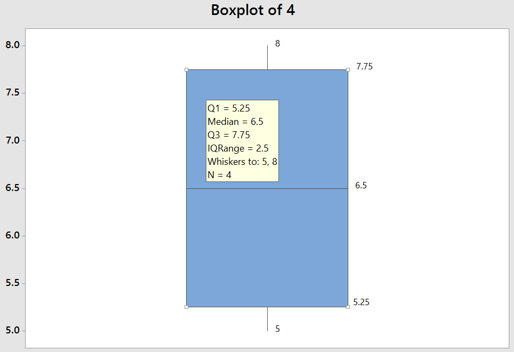 Boxplot of 4
8.0
8
7.75
7.5
Q1 = 5.25
Median = 6.5
Q3 = 7.75
IQRange = 2.5
Whiskers to: 5, 8
N = 4
7.0
6.5
6.5
6.0
5.5
5.25
5.0
5